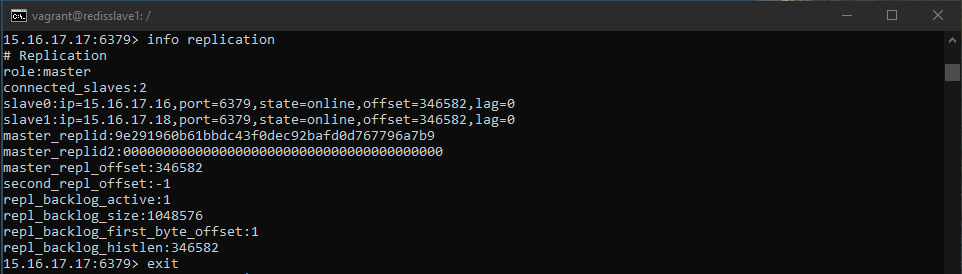 vagrant@redisslave1: /
15.16.17.17:6379> info replication
# Replication
role:master
connected_slaves:2
slave0:ip=15.16.17.16,port=6379,state=online,offset=346582,lag=0
slave1:ip=15.16.17.18,port=6379,state=online,offset=346582,lag=0
master_replid:9e291960b61bbdc43f0dec92bafd0d767796a7b9
master_replid2:0000000000000000000000000000000000000000
master_repl_offset:346582
second_repl_offset:-1
repl_backlog_active:1
repl_backlog_size:1048576
repl_backlog_first_byte_offset:1
repl_backlog_histlen:346582
15.16.17.17:6379> exit